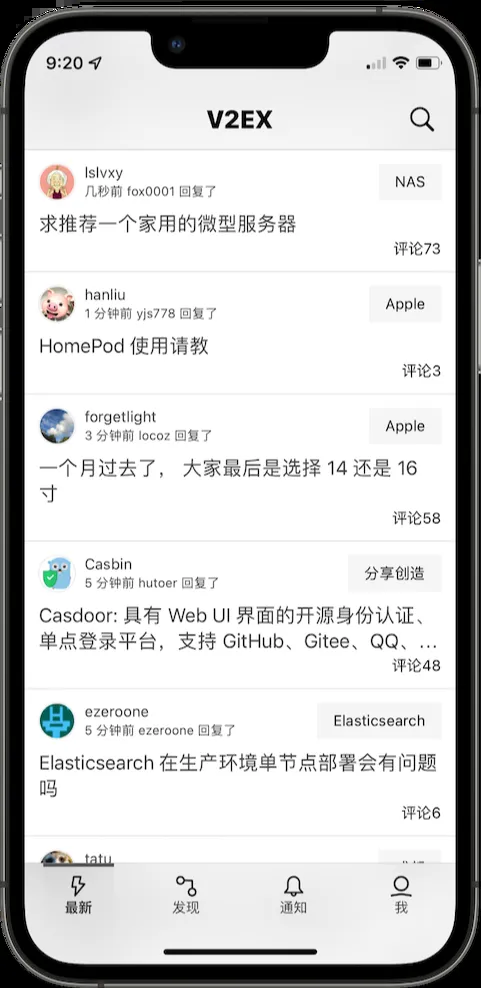 9:20
V2EX
lslvxy
几秒前 fox0001 回复了
NAS
求推荐一个家用的微型服务器
评论73
hanliu
1 分钟前 yjs778 回复了
Apple
HomePod 使用请教
评论3
forgetlight
3 分钟前 locoz 回复了
Apple
一个月过去了， 大家最后是选择 14 还是 16
寸
评论58
Casbin
5 分钟前 hutoer 回复了
分享创造
Casdoor: 具有 Web UI 界面的开源身份认证、
单点登录平台，支持 GitHub、Gitee、QQ、...
评论48
ezeroone
5 分钟前 ezeroone 回复了
Elasticsearch
Elasticsearch 在生产环境单节点部署会有问题
吗
评论6
tatu
最新
发现
通知
我